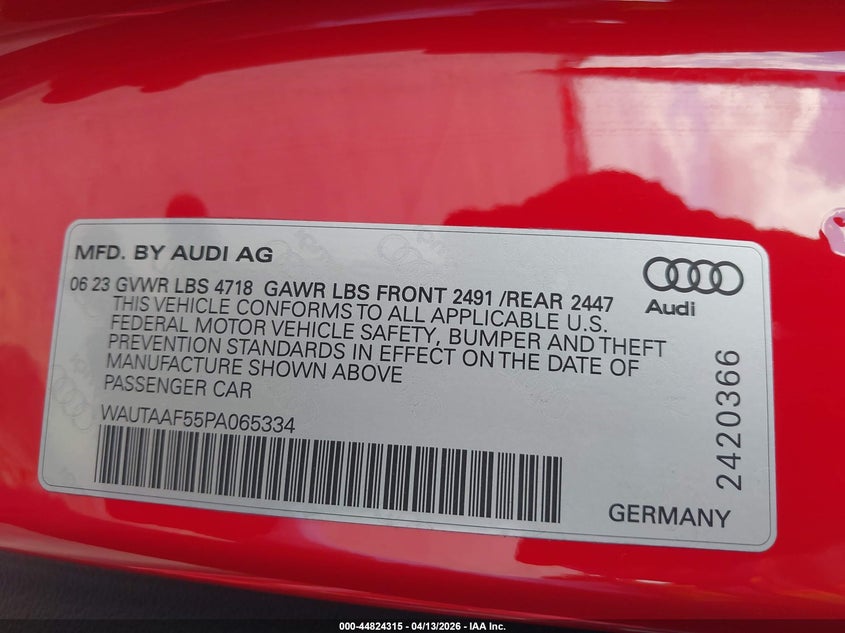 MFD. BY AUDI AG
06 23 GVWR LBS 4718 GAWR LBS FRONT 2491 /REAR 2447
THIS VEHICLE CONFORMS TO ALL APPLICABLE U.S.
FEDERAL MOTOR VEHICLE SAFETY, BUMPER AND THEFT
PREVENTION STANDARDS IN EFFECT ON THE DATE OF
MANUFACTURE SHOWN ABOVE
PASSENGER CAR
WAUTAAF55PA065334
Audi
2420366
GERMANY
000-44824315 - 04/13/2026 - IAA Inc.